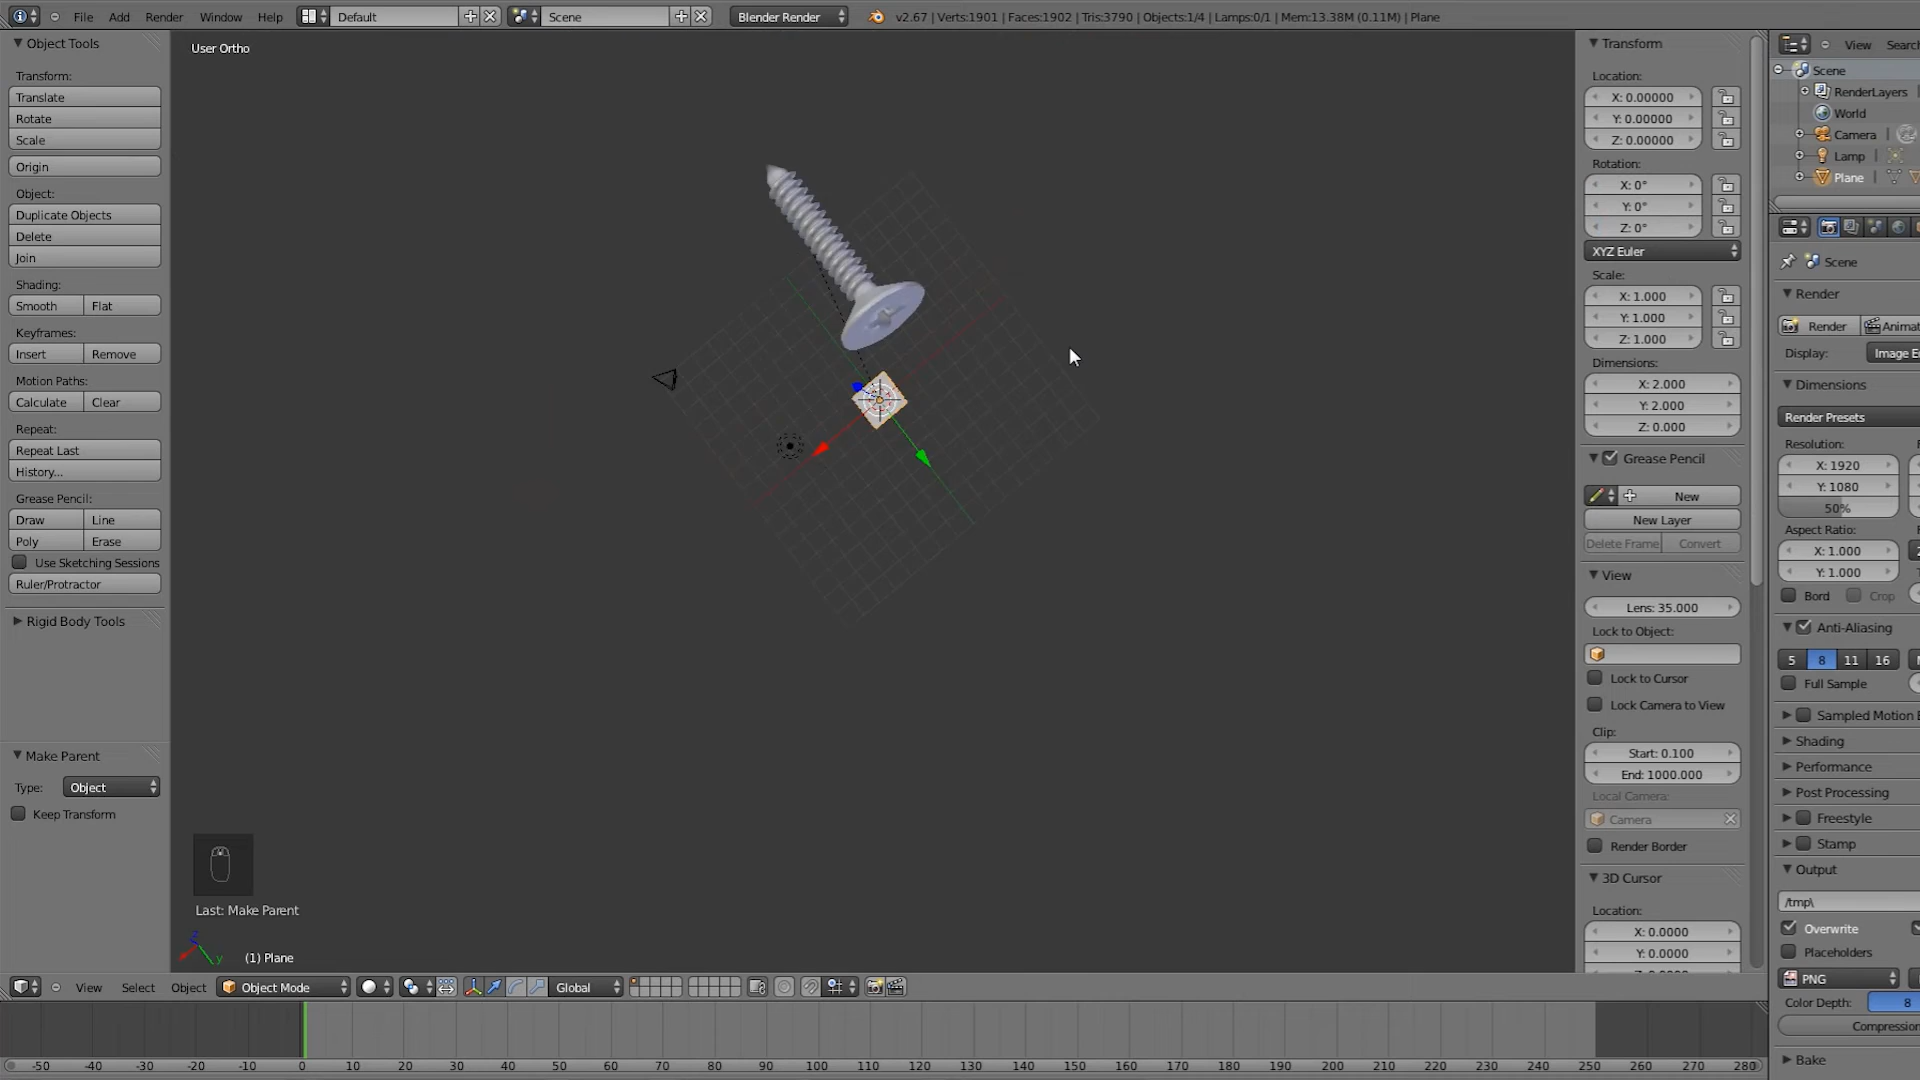 File Add Render Window Help Default Scene Blender Render v2.67 | Verts:1901 | Faces:1902 | Tris:3790 | Objects:1/4 | Lamps:0/1 | Mem:13.38M (0.11M) | Plane
Object Tools
Transform:
Translate
Rotate
Scale
Origin
Object:
Duplicate Objects
Delete
Join
Shading:
Smooth Flat
Keyframes:
Insert Remove
Motion Paths:
Calculate Clear
Repeat:
Repeat Last
History...
Grease Pencil:
Draw Line
Poly Erase
Use Sketching Sessions
Ruler/Protractor
Rigid Body Tools
Make Parent
Type: Object
Keep Transform
User Ortho
Last: Make Parent
z
y
(1) Plane
Transform
Location:
X: 0.00000
Y: 0.00000
Z: 0.00000
Rotation:
X: 0°
Y: 0°
Z: 0°
XYZ Euler
Scale:
X: 1.000
Y: 1.000
Z: 1.000
Dimensions:
X: 2.000
Y: 2.000
Z: 0.000
Grease Pencil
New
New Layer
Delete Frame Convert
View
Lens: 35.000
Lock to Object:
Lock to Cursor
Lock Camera to View
Clip:
Start: 0.100
End: 1000.000
Local Camera:
Camera
Render Border
3D Cursor
Location:
X: 0.0000
Y: 0.0000
View Search
Scene
RenderLayers
World
Camera
Lamp
Plane
Scene
Render
Render Animat
Display: Image E
Dimensions
Render Presets
Resolution:
X: 1920
Y: 1080
50%
Aspect Ratio:
X: 1.000
Y: 1.000
Bord Crop
Anti-Aliasing
5 8 11 16
Full Sample
Sampled Motion
Shading
Performance
Post Processing
Freestyle
Stamp
Output
/tmp\
Overwrite
Placeholders
PNG
Color Depth: 8
Compression
Bake
View Select Object Object Mode Global
-50 -40 -30 -20 -10 0 10 20 30 40 50 60 70 80 90 100 110 120 130 140 150 160 170 180 190 200 210 220 230 240 250 260 270 280